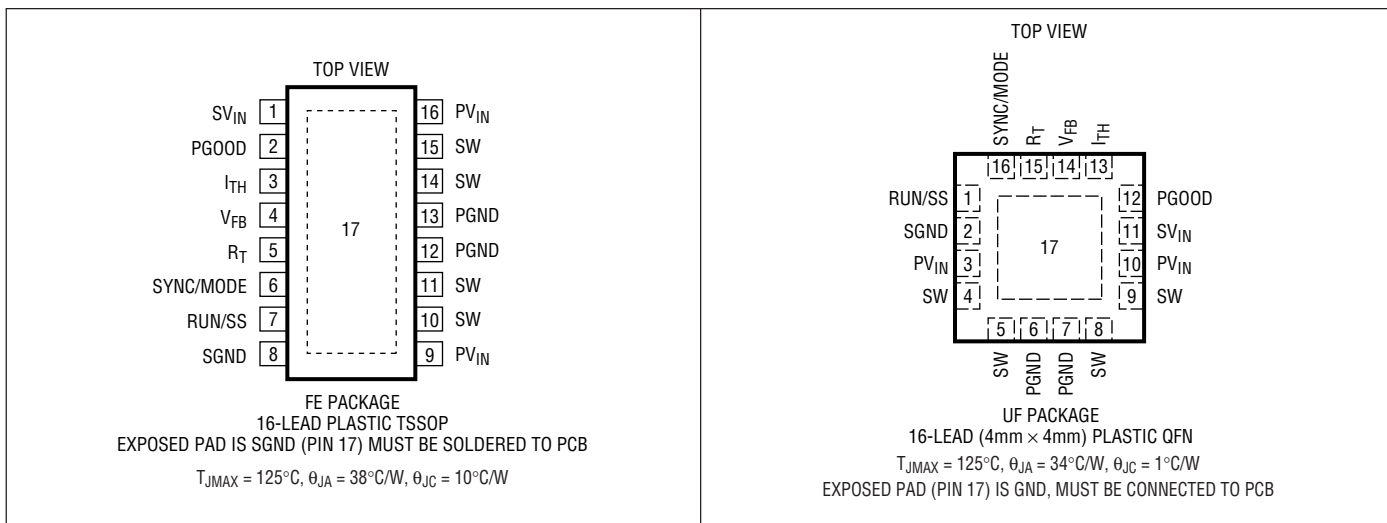 TOP VIEW
SVIN 1
PGOOD 2
ITH 3
VFB 4
RT 5
SYNC/MODE 6
RUN/SS 7
SGND 8
17
16 PVIN
15 SW
14 SW
13 PGND
12 PGND
11 SW
10 SW
9 PVIN
FE PACKAGE
16-LEAD PLASTIC TSSOP
EXPOSED PAD IS SGND (PIN 17) MUST BE SOLDERED TO PCB
TJMAX = 125°C, θJA = 38°C/W, θJC = 10°C/W
TOP VIEW
SYNC/MODE
RT
VFB
ITH
16 15 14 13
RUN/SS 1
SGND 2
PVIN 3
SW 4
17
12 PGOOD
11 SVIN
10 PVIN
9 SW
5 6 7 8
SW
PGND
PGND
SW
UF PACKAGE
16-LEAD (4mm × 4mm) PLASTIC QFN
TJMAX = 125°C, θJA = 34°C/W, θJC = 1°C/W
EXPOSED PAD (PIN 17) IS GND, MUST BE CONNECTED TO PCB